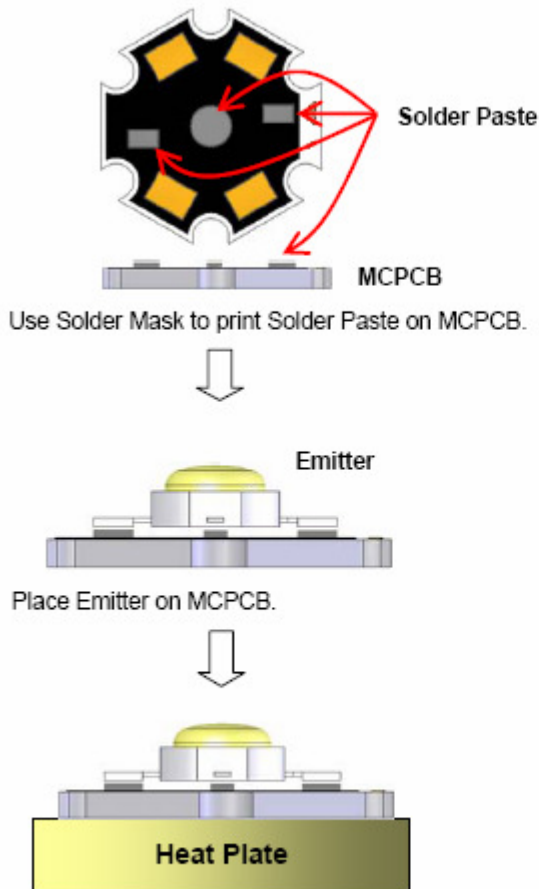 Solder Paste
MCPCB
Use Solder Mask to print Solder Paste on MCPCB.
Emitter
Place Emitter on MCPCB.
Heat Plate